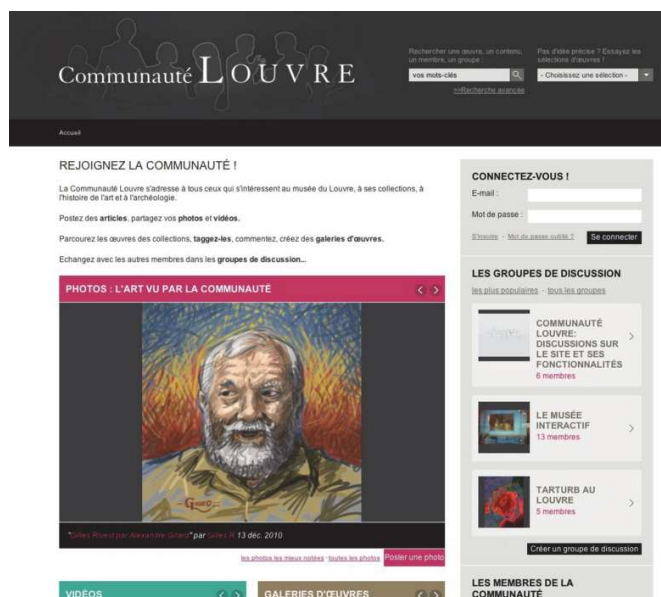 Communauté LOUVRE
Rechercher une œuvre, un contenu,
un membre, un groupe :
vos mots-clés
>>Recherche avancée
Pas d'idée précise ? Essayez les
sélections d'œuvres !
- Choisissez une sélection -
Accueil
REJOIGNEZ LA COMMUNAUTÉ !
La Communauté Louvre s'adresse à tous ceux qui s'intéressent au musée du Louvre, à ses collections, à
l'histoire de l'art et à l'archéologie.
Postez des articles, partagez vos photos et vidéos.
Parcourez les œuvres des collections, taggez-les, commentez, créez des galeries d'œuvres.
Echangez avec les autres membres dans les groupes de discussion...
PHOTOS : L'ART VU PAR LA COMMUNAUTÉ
"Gilles Rivest par Alexandre Girard" par Gilles R 13 déc. 2010
les photos les mieux notées - toutes les photos Poster une photo
VIDÉOS
GALERIES D'ŒUVRES
CONNECTEZ-VOUS !
E-mail :
Mot de passe :
S'inscrire - Mot de passe oublié ? Se connecter
LES GROUPES DE DISCUSSION
les plus populaires - tous les groupes
COMMUNAUTÉ
LOUVRE:
DISCUSSIONS SUR
LE SITE ET SES
FONCTIONNALITÉS
6 membres
LE MUSÉE
INTERACTIF
13 membres
TARTURB AU
LOUVRE
5 membres
Créer un groupe de discussion
LES MEMBRES DE LA
COMMUNAUTÉ